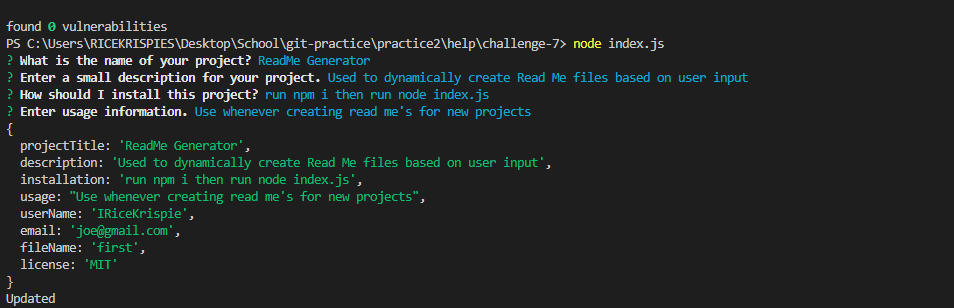 found 0 vulnerabilities
PS C:\Users\RICEKRISPIES\Desktop\School\git-practice\practice2\help\challenge-7> node index.js
? What is the name of your project? ReadMe Generator
? Enter a small description for your project. Used to dynamically create Read Me files based on user input
? How should I install this project? run npm i then run node index.js
? Enter usage information. Use whenever creating read me's for new projects
{
  projectTitle: 'ReadMe Generator',
  description: 'Used to dynamically create Read Me files based on user input',
  installation: 'run npm i then run node index.js',
  usage: "Use whenever creating read me's for new projects",
  userName: 'IRiceKrispie',
  email: 'joe@gmail.com',
  fileName: 'first',
  license: 'MIT'
}
Updated